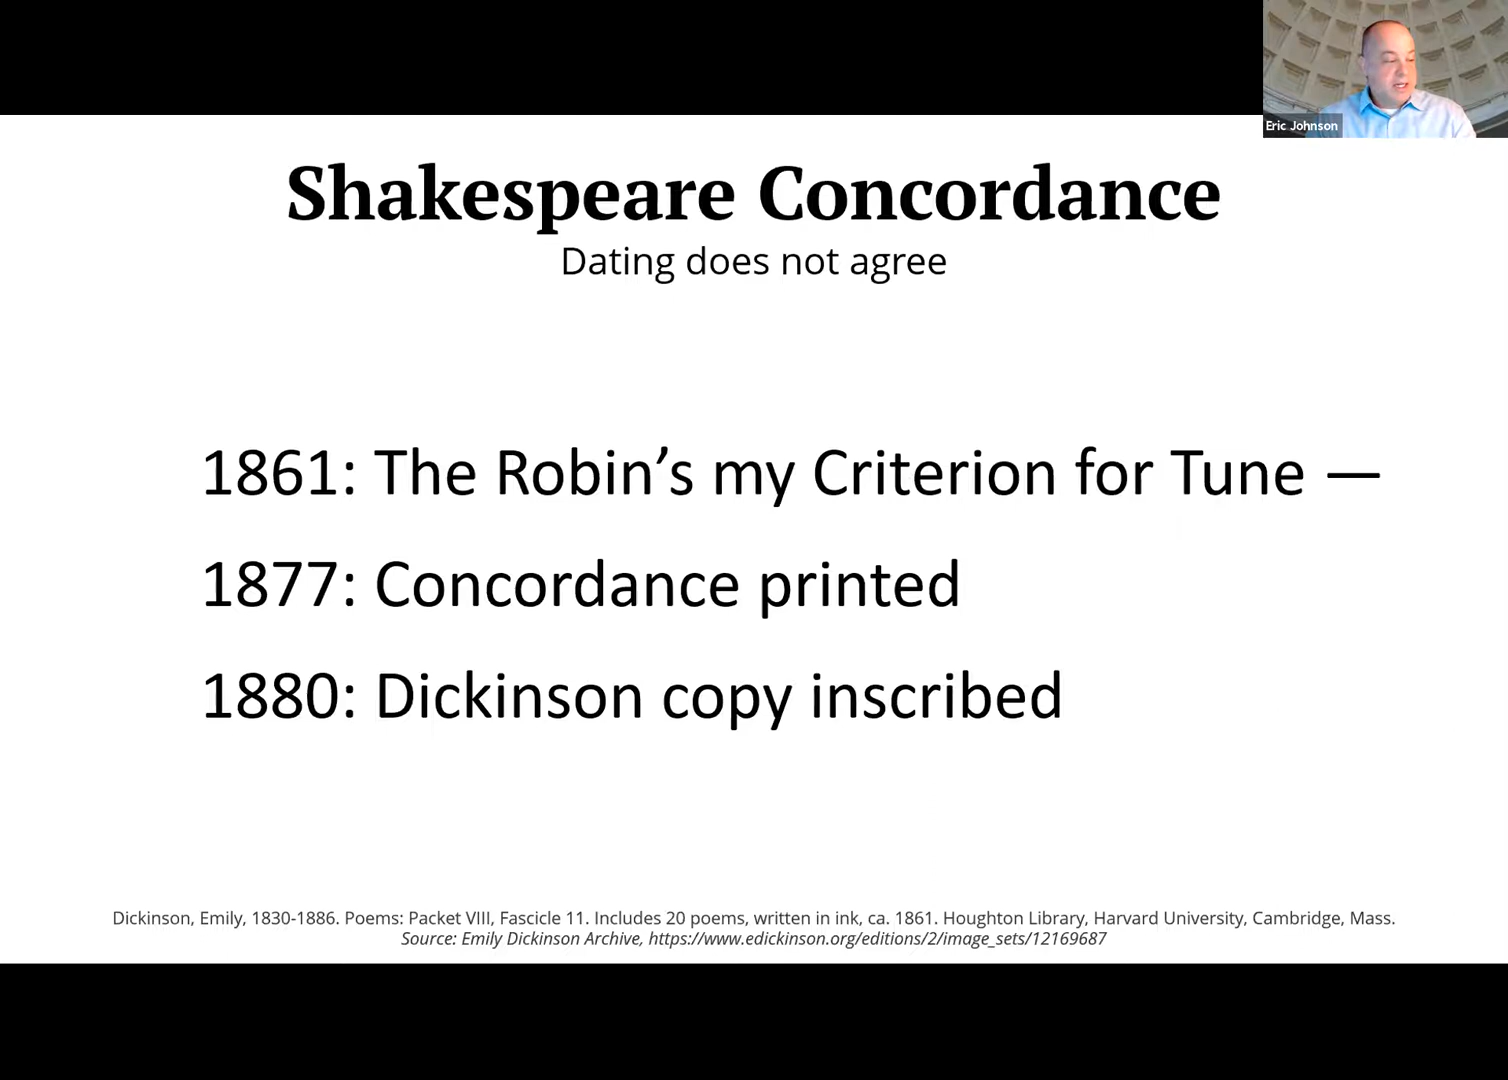 Eric Johnson
Shakespeare Concordance
Dating does not agree
1861: The Robin’s my Criterion for Tune —
1877: Concordance printed
1880: Dickinson copy inscribed
Dickinson, Emily, 1830-1886. Poems: Packet VIII, Fascicle 11. Includes 20 poems, written in ink, ca. 1861. Houghton Library, Harvard University, Cambridge, Mass.
Source: Emily Dickinson Archive, https://www.edickinson.org/editions/2/image_sets/12169687